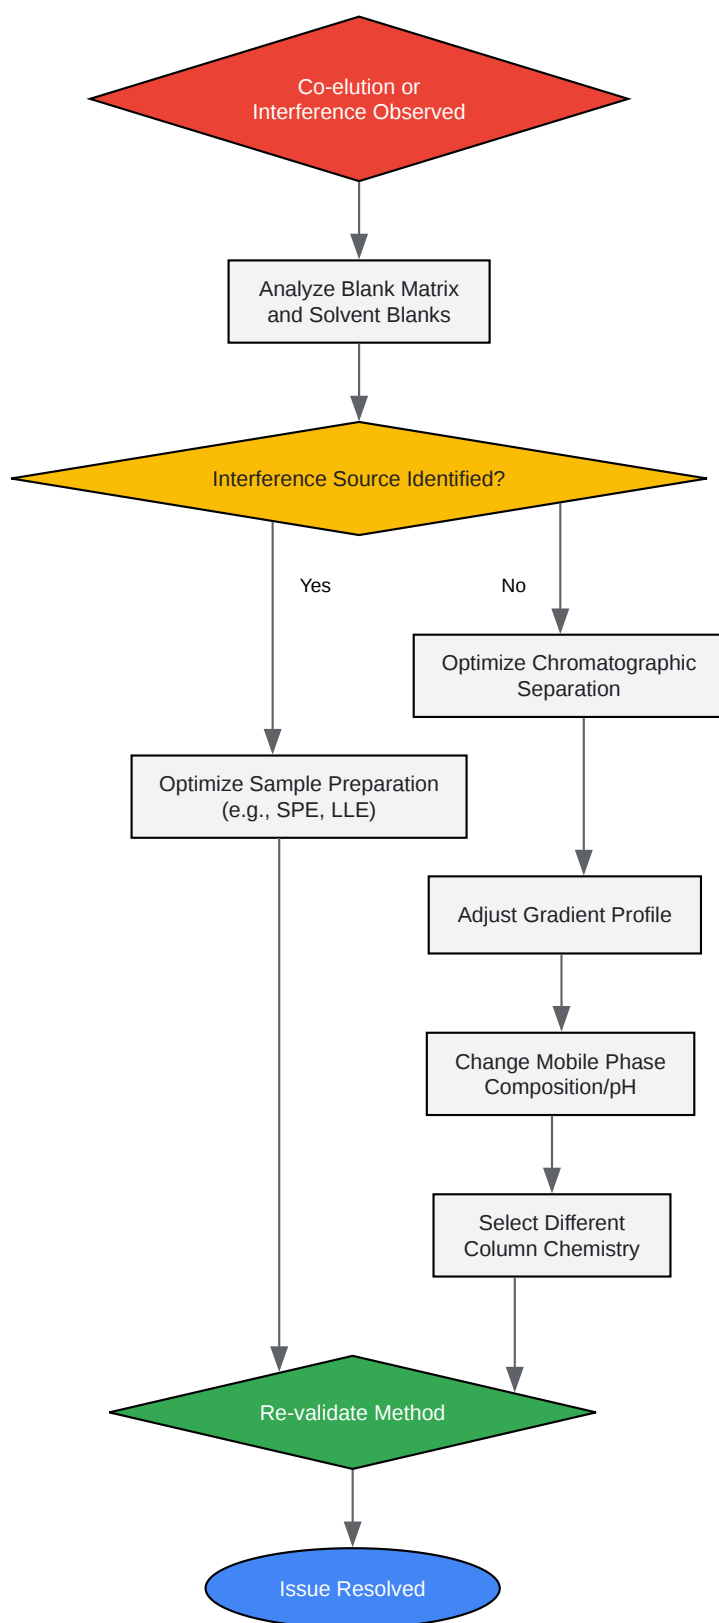 Co-elution or
Interference Observed
Analyze Blank Matrix
and Solvent Blanks
Interference Source Identified?
Yes
No
Optimize Chromatographic
Separation
Optimize Sample Preparation
(e.g., SPE, LLE)
Adjust Gradient Profile
Change Mobile Phase
Composition/pH
Select Different
Column Chemistry
Re-validate Method
Issue Resolved